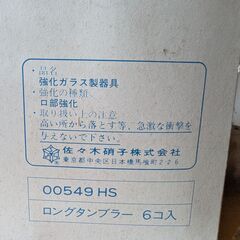 品名
強化ガラス製器具
強化の種類
口部強化
取り扱い上の注意
高い所から落とす等、急激な衝撃を
与えないで下さい。
佐々木硝子株式会社
東京都中央区日本橋馬喰町2-2-6
00549HS
ロングタンブラー 6コ入